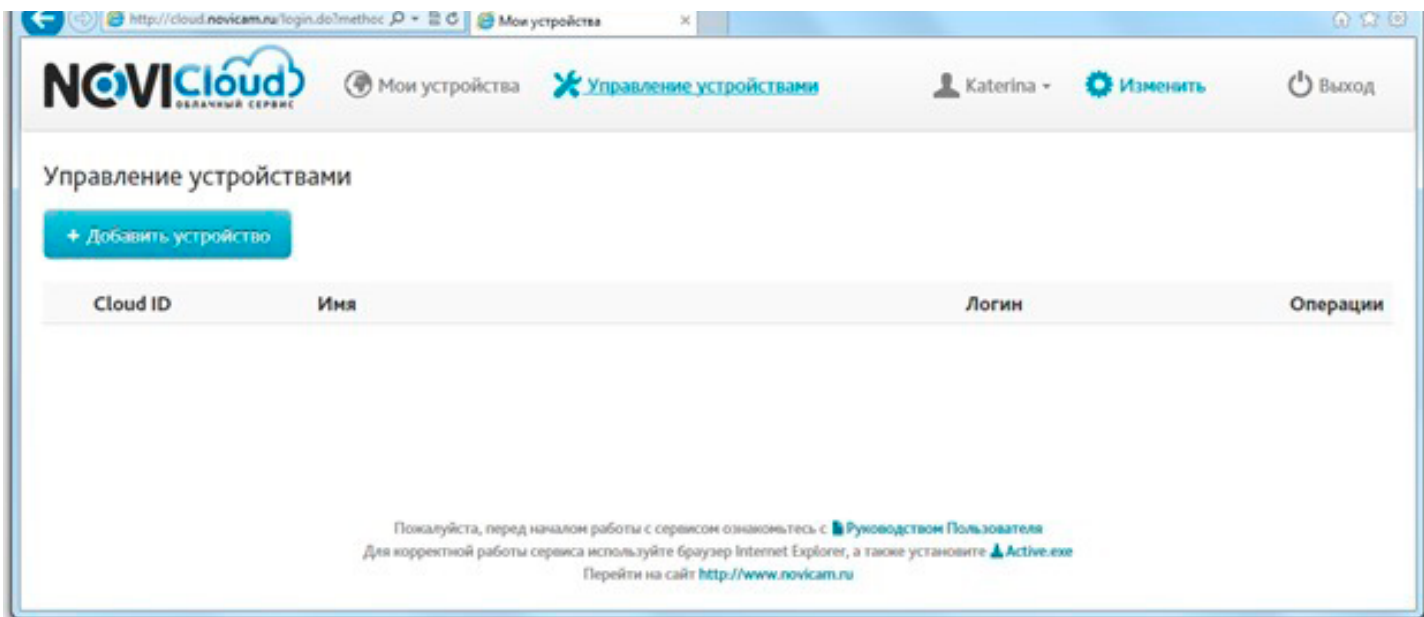 http://cloud.novicam.ru/login.do?method
Мои устройства
NOVICloud
ОБЛАЧНЫЙ СЕРВИС
Мои устройства Управление устройствами Katerina Изменить Выход
Управление устройствами
+ Добавить устройство
Cloud ID Имя Логин Операции
Пожалуйста, перед началом работы с сервисом ознакомьтесь с Руководством Пользователя
Для корректной работы сервиса используйте браузер Internet Explorer, а также установите Active.exe
Перейти на сайт http://www.novicam.ru